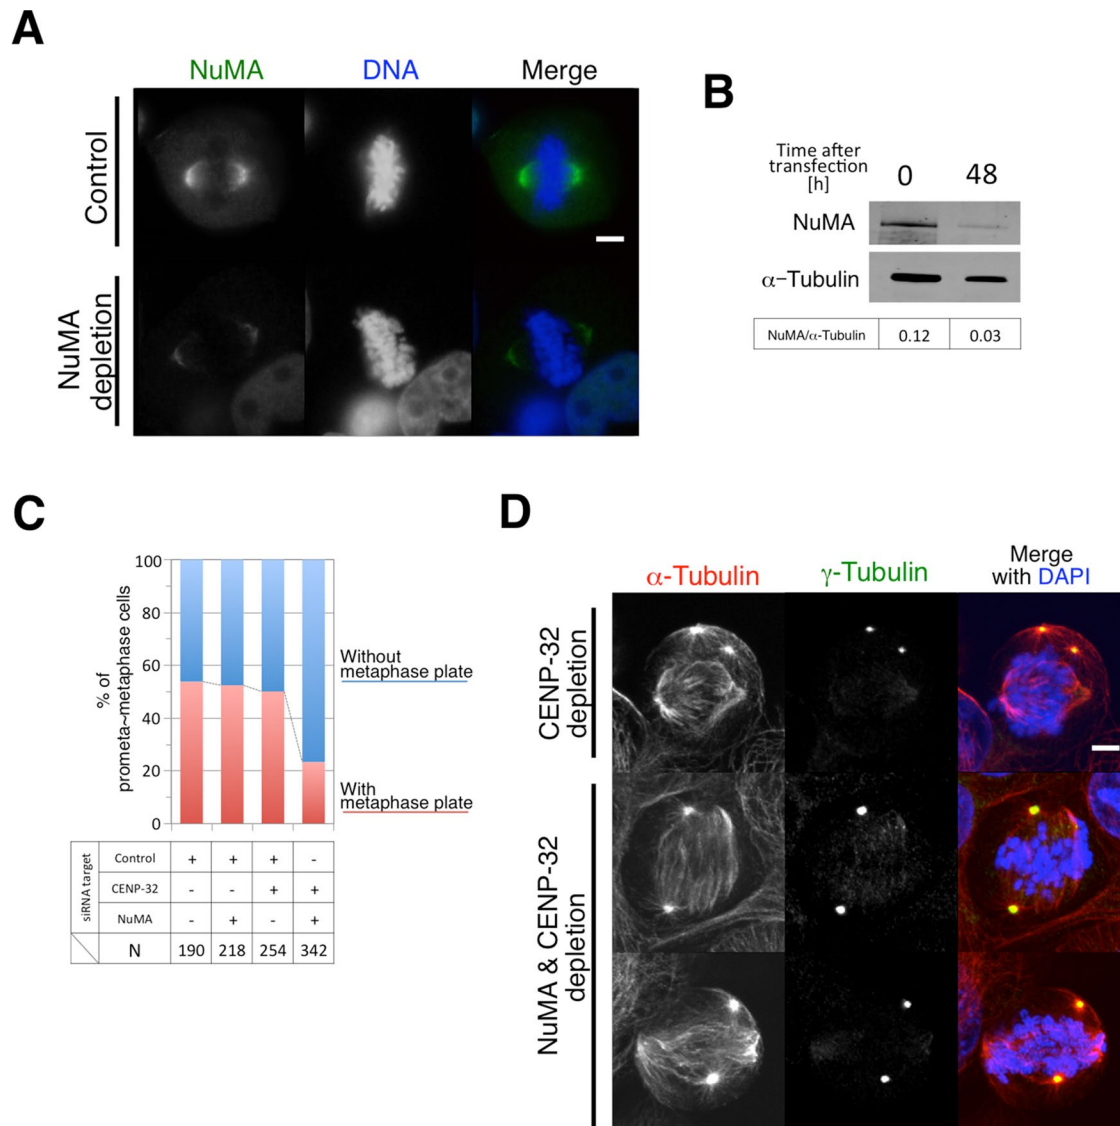 A
NuMA DNA Merge
Control
NuMA
depletion
B
Time after
transfection
[h]
0 48
NuMA
α−Tubulin
NuMA/α-Tubulin 0.12 0.03
C
% of
prometa~metaphase cells
100
80
60
40
20
0
Without
metaphase plate
With
metaphase plate
siRNA target
Control + + + -
CENP-32 - - + +
NuMA - + - +
N 190 218 254 342
D
α-Tubulin γ-Tubulin Merge
with DAPI
CENP-32
depletion
NuMA & CENP-32
depletion